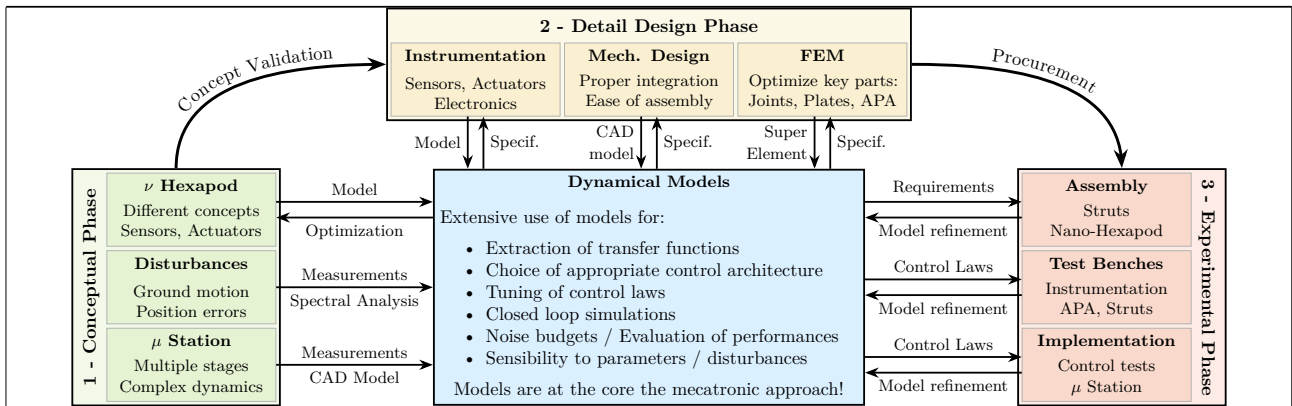 2 - Detail Design Phase
Instrumentation
Sensors, Actuators
Electronics
Mech. Design
Proper integration
Ease of assembly
FEM
Optimize key parts:
Joints, Plates, APA
Concept Validation
Procurement
Model
Specif.
CAD
model
Specif.
Super
Element
Specif.
1 - Conceptual Phase
ν Hexapod
Different concepts
Sensors, Actuators
Disturbances
Ground motion
Position errors
μ Station
Multiple stages
Complex dynamics
Model
Optimization
Measurements
Spectral Analysis
Measurements
CAD Model
Dynamical Models
Extensive use of models for:
• Extraction of transfer functions
• Choice of appropriate control architecture
• Tuning of control laws
• Closed loop simulations
• Noise budgets / Evaluation of performances
• Sensibility to parameters / disturbances
Models are at the core the mecatronic approach!
Requirements
Model refinement
Control Laws
Model refinement
Control Laws
Model refinement
Assembly
Struts
Nano-Hexapod
Test Benches
Instrumentation
APA, Struts
Implementation
Control tests
μ Station
3 - Experimental Phase